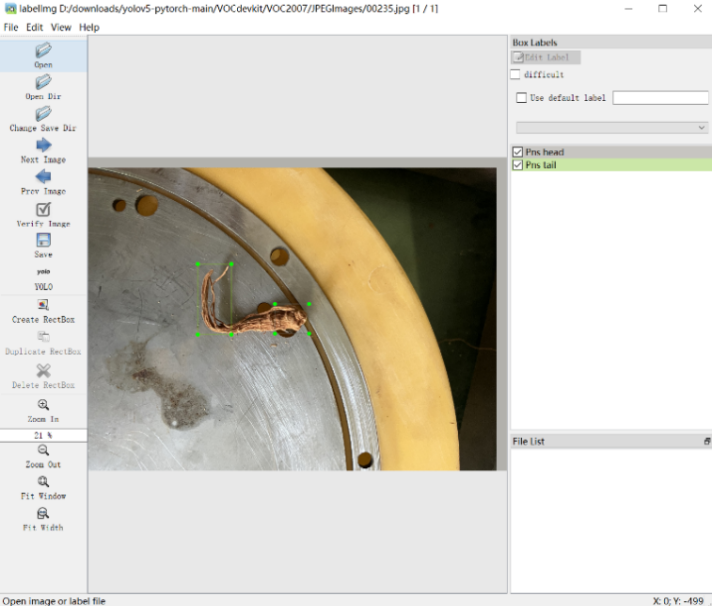 labelImg D:/downloads/yolov5-pytorch-main/VOCdevkit/VOC2007/JPEGImages/00235.jpg [1 / 1]
File Edit View Help
Open
Open Dir
Change Save Dir
Next Image
Prev Image
Verify Image
Save
yolo
YOLO
Create RectBox
Duplicate RectBox
Delete RectBox
Zoom In
21 %
Zoom Out
Fit Window
Fit Width
Box Labels
Edit Label
difficult
Use default label
Pns head
Pns tail
File List
Open image or label file
X: 0; Y: -499